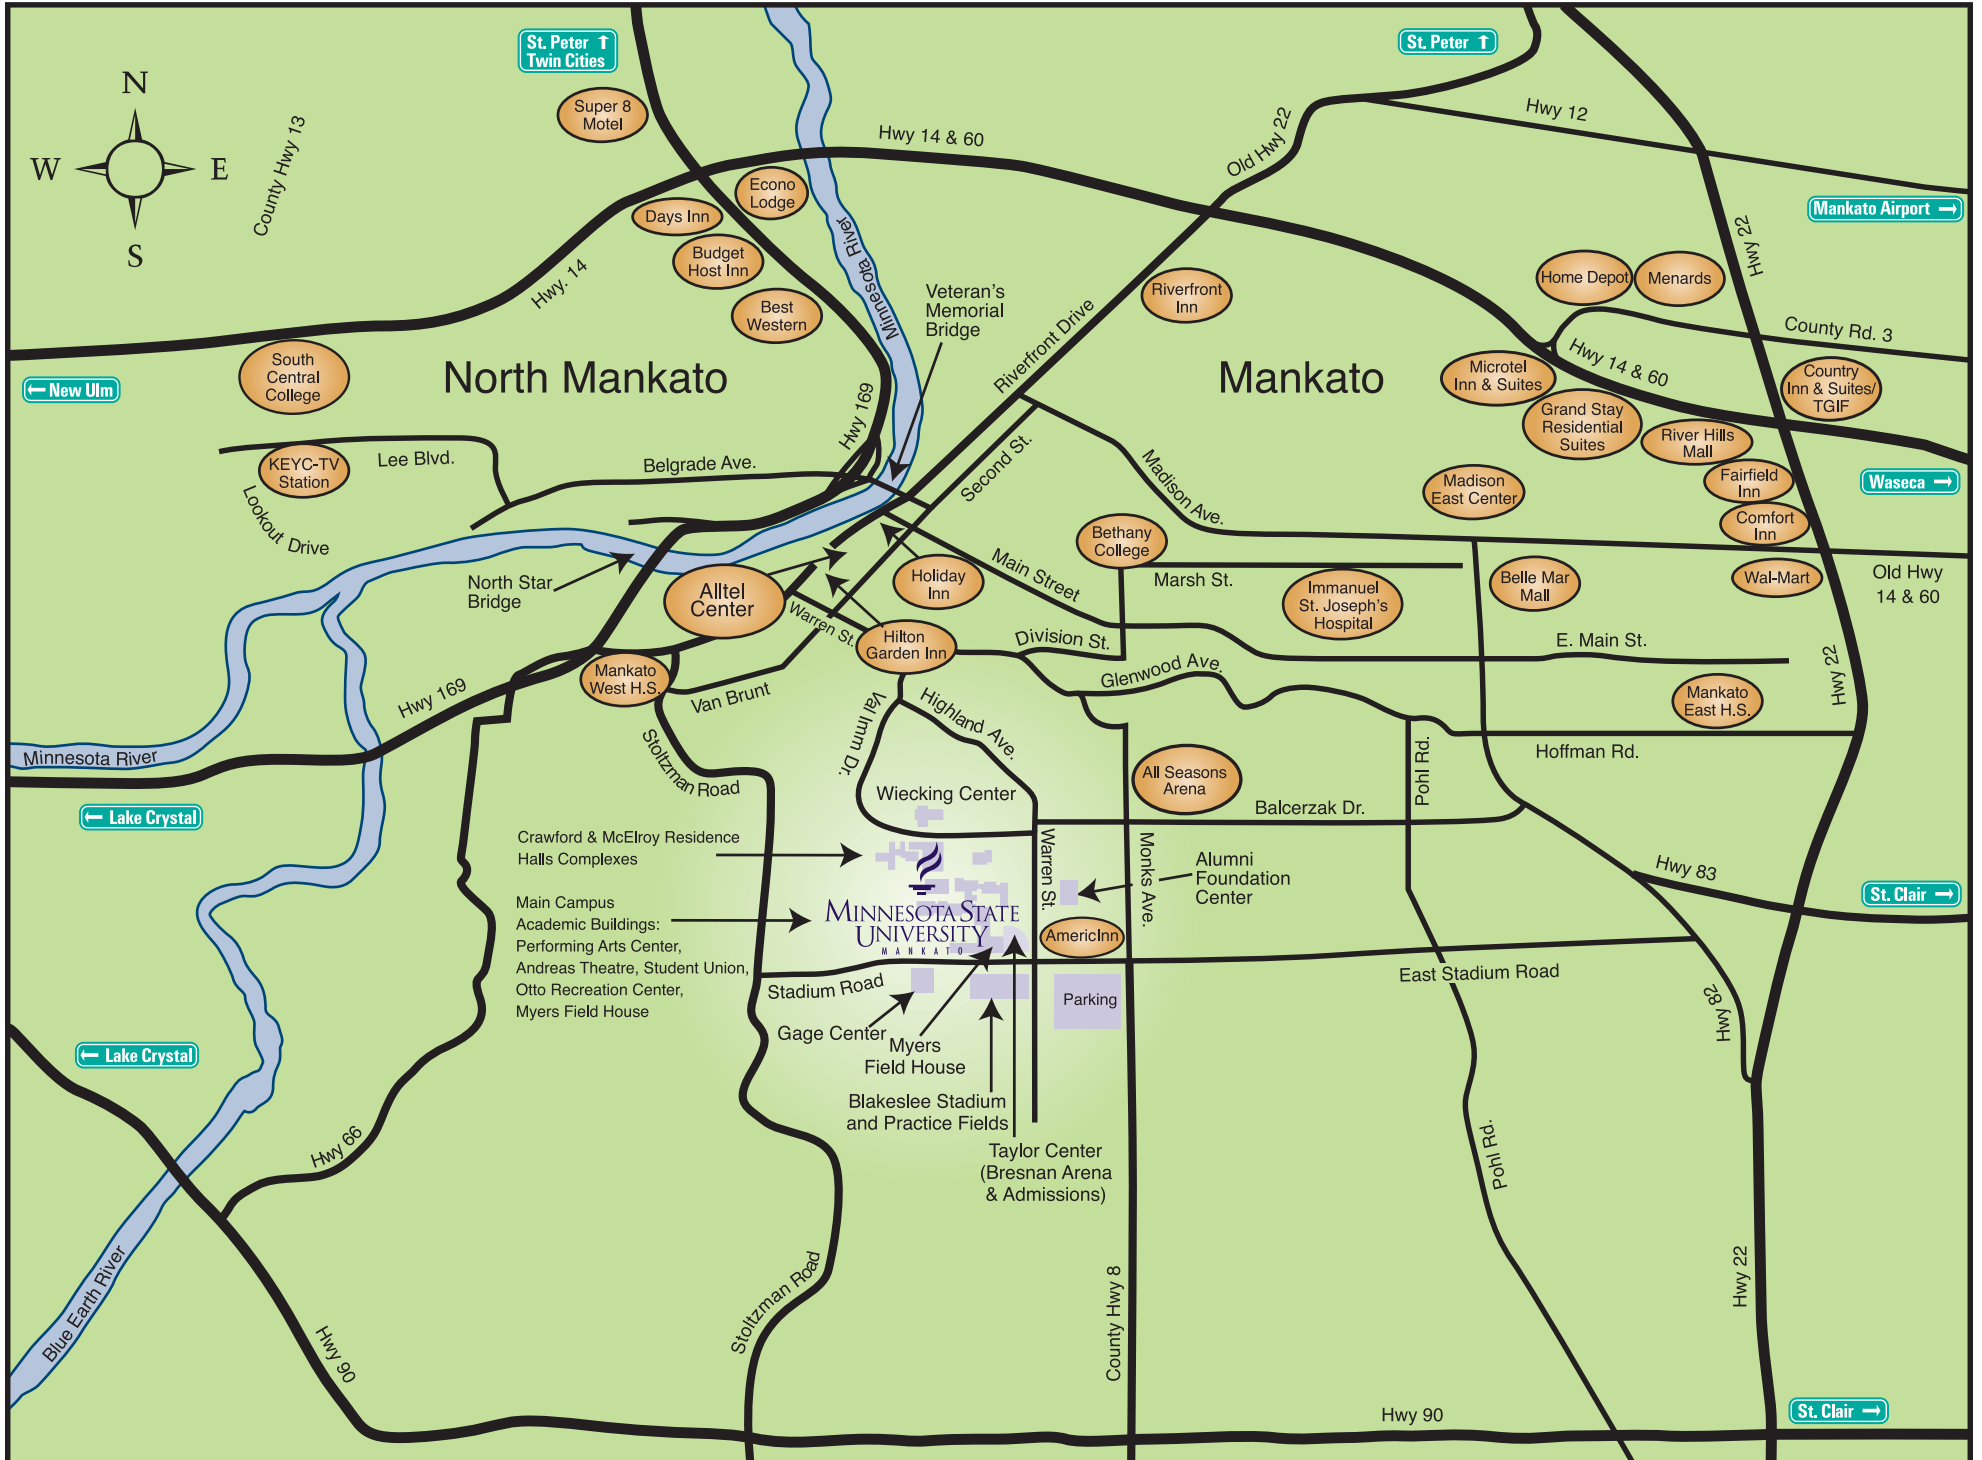 St. Peter ↑
Twin Cities
St. Peter ↑
N
W
E
S
County Hwy 13
Super 8
Motel
Hwy 14 & 60
Old Hwy 22
Hwy 12
Mankato Airport →
Hwy 22
Econo
Lodge
Days Inn
Budget
Host Inn
Best
Western
Hwy. 14
Minnesota River
Veteran's
Memorial
Bridge
Riverfront
Inn
Riverfront Drive
Home Depot
Menards
County Rd. 3
Hwy 14 & 60
South
Central
College
North Mankato
Mankato
Microtel
Inn & Suites
Country
Inn & Suites/
TGIF
← New Ulm
Hwy 169
Grand Stay
Residential
Suites
River Hills
Mall
KEYC-TV
Station
Lee Blvd.
Belgrade Ave.
Second St.
Madison Ave.
Madison
East Center
Fairfield
Inn
Waseca →
Lookout Drive
Comfort
Inn
Bethany
College
North Star
Bridge
Alltel
Center
Holiday
Inn
Main Street
Marsh St.
Immanuel
St. Joseph's
Hospital
Belle Mar
Mall
Wal-Mart
Old Hwy
14 & 60
Warren St.
Hilton
Garden Inn
Division St.
E. Main St.
Glenwood Ave.
Mankato
West H.S.
Van Brunt
Hwy 169
Mankato
East H.S.
Hwy 22
Val Imm Dr.
Highland Ave.
Stoltzman Road
Minnesota River
Hoffman Rd.
Pohl Rd.
All Seasons
Arena
Wiecking Center
Balcerzak Dr.
← Lake Crystal
Crawford & McElroy Residence
Halls Complexes
Warren St.
Monks Ave.
Alumni
Foundation
Center
Hwy 83
St. Clair →
Main Campus
Academic Buildings:
Performing Arts Center,
Andreas Theatre, Student Union,
Otto Recreation Center,
Myers Field House
MINNESOTA STATE
UNIVERSITY
MANKATO
AmericInn
Stadium Road
East Stadium Road
Parking
Hwy 82
Gage Center
Myers
Field House
← Lake Crystal
Blakeslee Stadium
and Practice Fields
Taylor Center
(Bresnan Arena
& Admissions)
Hwy 66
Pohl Rd.
Blue Earth River
Stoltzman Road
County Hwy 8
Hwy 22
Hwy 90
Hwy 90
St. Clair →